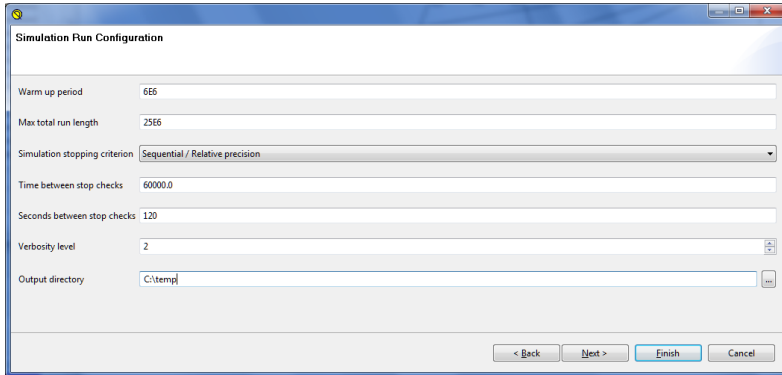 Simulation Run Configuration
Warm up period 6E6
Max total run length 25E6
Simulation stopping criterion Sequential / Relative precision
Time between stop checks 60000.0
Seconds between stop checks 120
Verbosity level 2
Output directory C:\temp ...
< Back Next > Finish Cancel